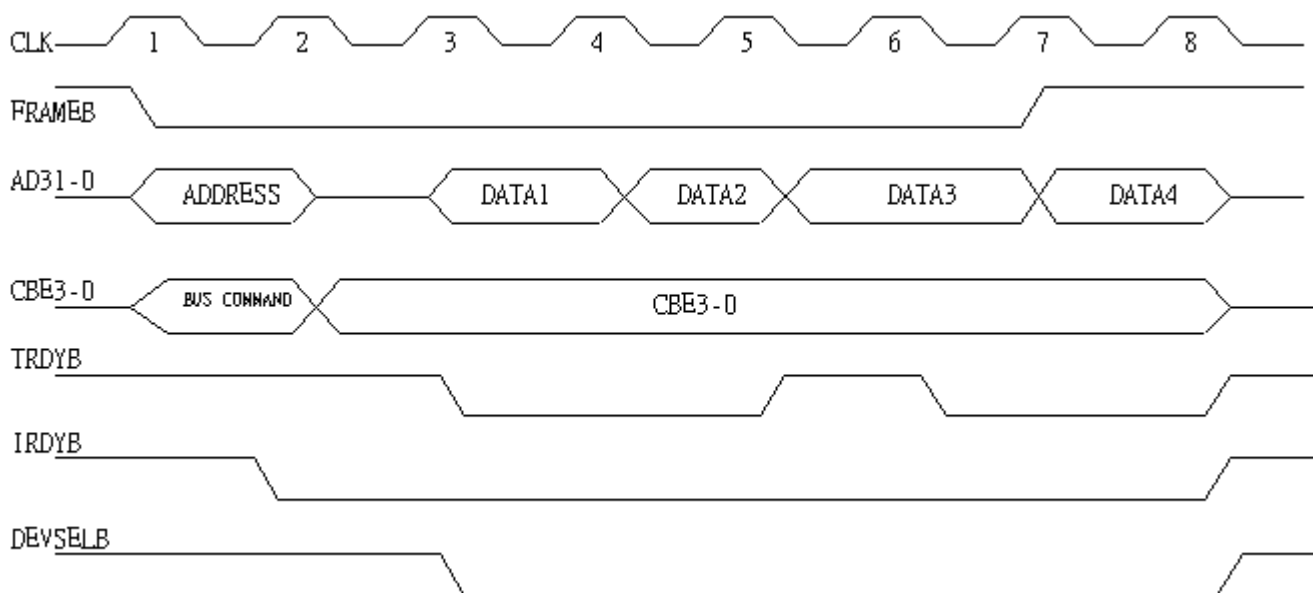 CLK 1 2 3 4 5 6 7 8
FRAMEB
AD31-0 ADDRESS DATA1 DATA2 DATA3 DATA4
CBE3-0 BUS COMMAND CBE3-0
TRDYB
IRDYB
DEVSELB